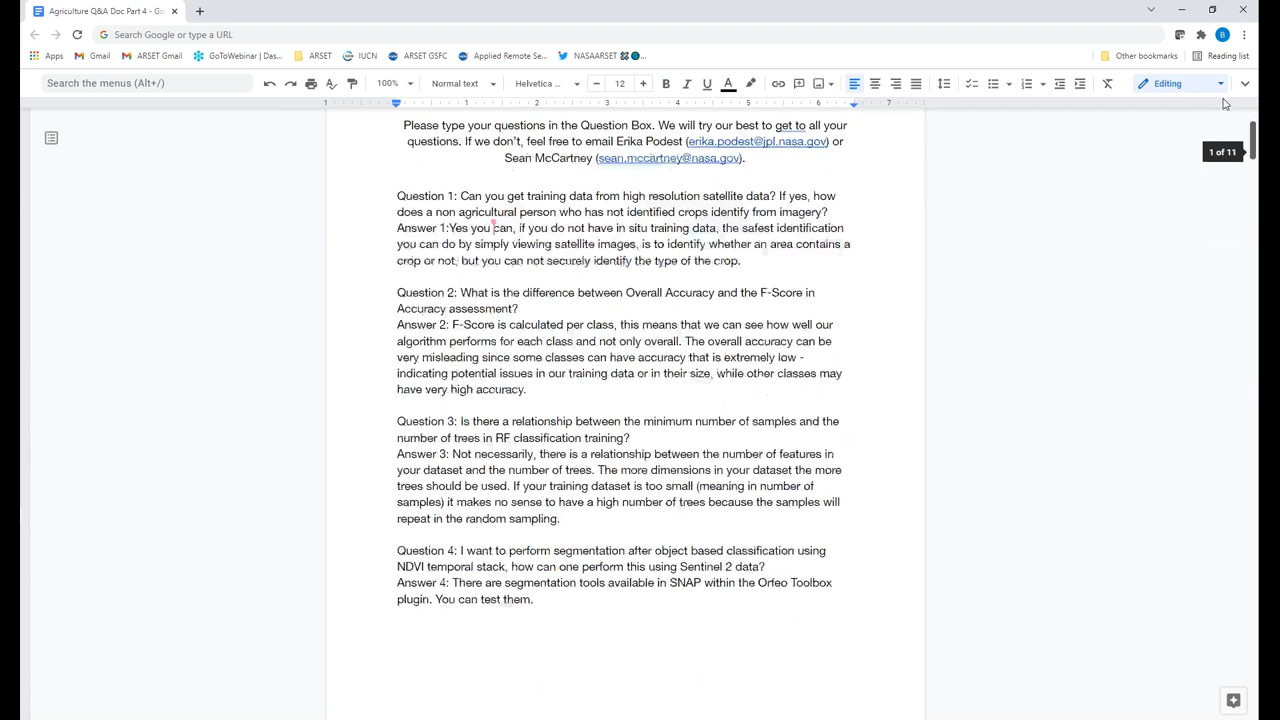 Agriculture Q&A Doc Part 4 - Go
Search Google or type a URL
B
Apps Gmail ARSET Gmail GoToWebinar | Das... ARSET IUCN ARSET GSFC Applied Remote Se... NASAARSET Other bookmarks Reading list
Search the menus (Alt+/) 100% Normal text Helvetica ... 12 B I U A Editing
1 1 2 3 4 5 6 7
1 of 11
Please type your questions in the Question Box. We will try our best to get to all your
questions. If we don't, feel free to email Erika Podest (erika.podest@jpl.nasa.gov) or
Sean McCartney (sean.mccartney@nasa.gov).
Question 1: Can you get training data from high resolution satellite data? If yes, how
does a non agricultural person who has not identified crops identify from imagery?
Answer 1:Yes you can, if you do not have in situ training data, the safest identification
you can do by simply viewing satellite images, is to identify whether an area contains a
crop or not, but you can not securely identify the type of the crop.
Question 2: What is the difference between Overall Accuracy and the F-Score in
Accuracy assessment?
Answer 2: F-Score is calculated per class, this means that we can see how well our
algorithm performs for each class and not only overall. The overall accuracy can be
very misleading since some classes can have accuracy that is extremely low -
indicating potential issues in our training data or in their size, while other classes may
have very high accuracy.
Question 3: Is there a relationship between the minimum number of samples and the
number of trees in RF classification training?
Answer 3: Not necessarily, there is a relationship between the number of features in
your dataset and the number of trees. The more dimensions in your dataset the more
trees should be used. If your training dataset is too small (meaning in number of
samples) it makes no sense to have a high number of trees because the samples will
repeat in the random sampling.
Question 4: I want to perform segmentation after object based classification using
NDVI temporal stack, how can one perform this using Sentinel 2 data?
Answer 4: There are segmentation tools available in SNAP within the Orfeo Toolbox
plugin. You can test them.